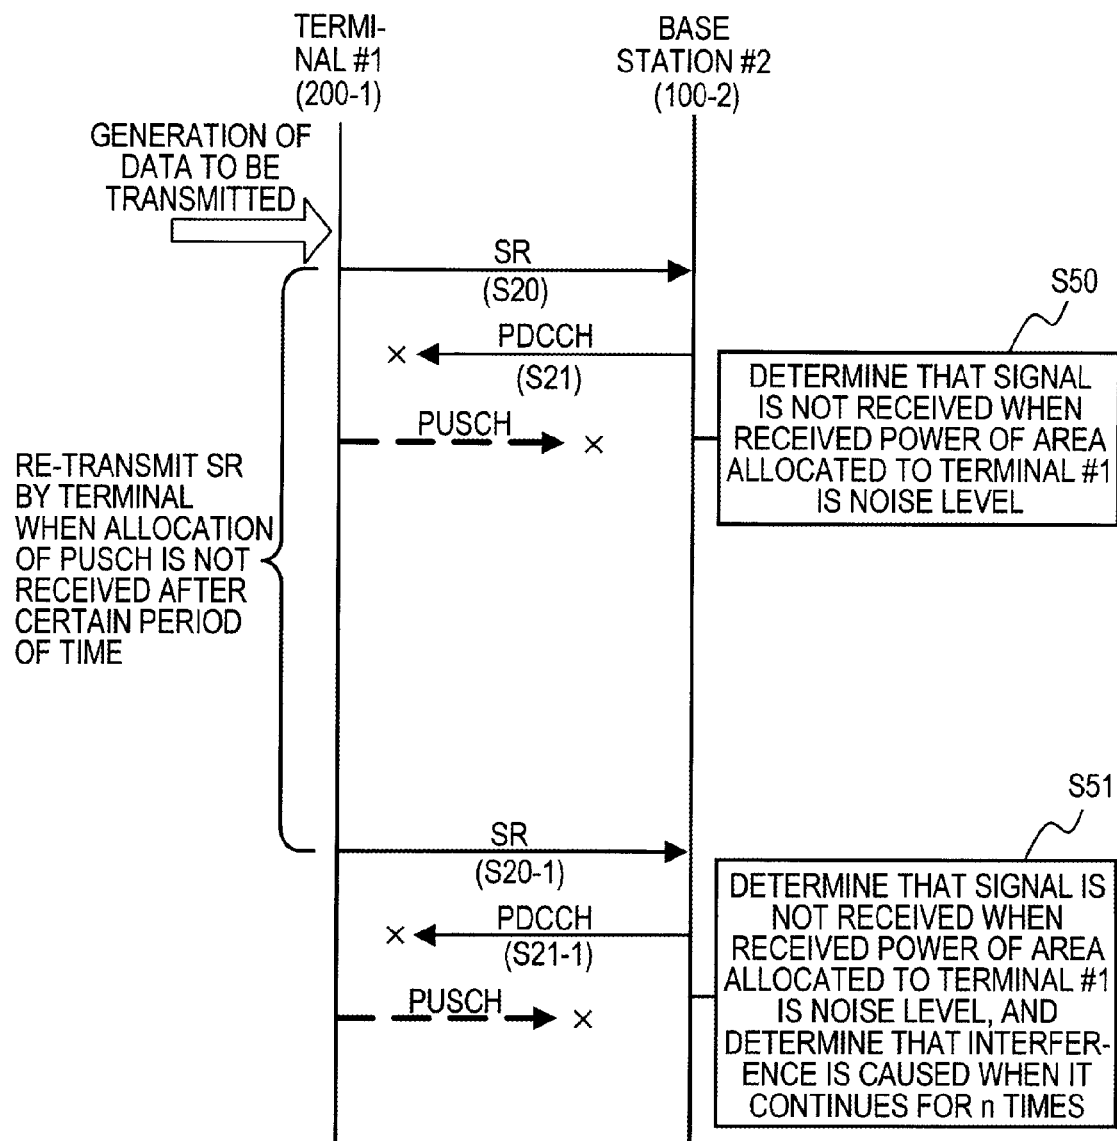 TERMI-
NAL #1
(200-1)
BASE
STATION #2
(100-2)
GENERATION OF
DATA TO BE
TRANSMITTED
SR
(S20)
PDCCH
(S21)
PUSCH
S50
DETERMINE THAT SIGNAL
IS NOT RECEIVED WHEN
RECEIVED POWER OF AREA
ALLOCATED TO TERMINAL #1
IS NOISE LEVEL
RE-TRANSMIT SR
BY TERMINAL
WHEN ALLOCATION
OF PUSCH IS NOT
RECEIVED AFTER
CERTAIN PERIOD
OF TIME
SR
(S20-1)
PDCCH
(S21-1)
PUSCH
S51
DETERMINE THAT SIGNAL IS
NOT RECEIVED WHEN
RECEIVED POWER OF AREA
ALLOCATED TO TERMINAL #1
IS NOISE LEVEL, AND
DETERMINE THAT INTERFER-
ENCE IS CAUSED WHEN IT
CONTINUES FOR n TIMES